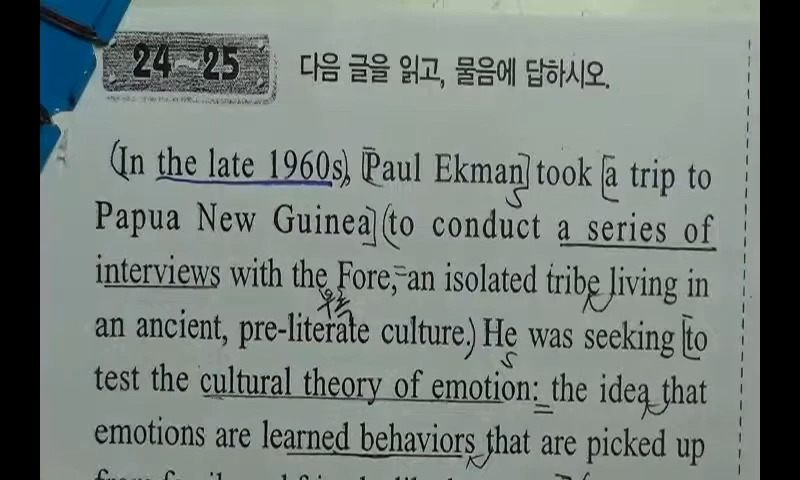 24~25 다음 글을 읽고, 물음에 답하시오.
In the late 1960s, Paul Ekman took a trip to
Papua New Guinea to conduct a series of
interviews with the Fore, an isolated tribe living in
an ancient, pre-literate culture. He was seeking to
test the cultural theory of emotion: the idea that
emotions are learned behaviors that are picked up